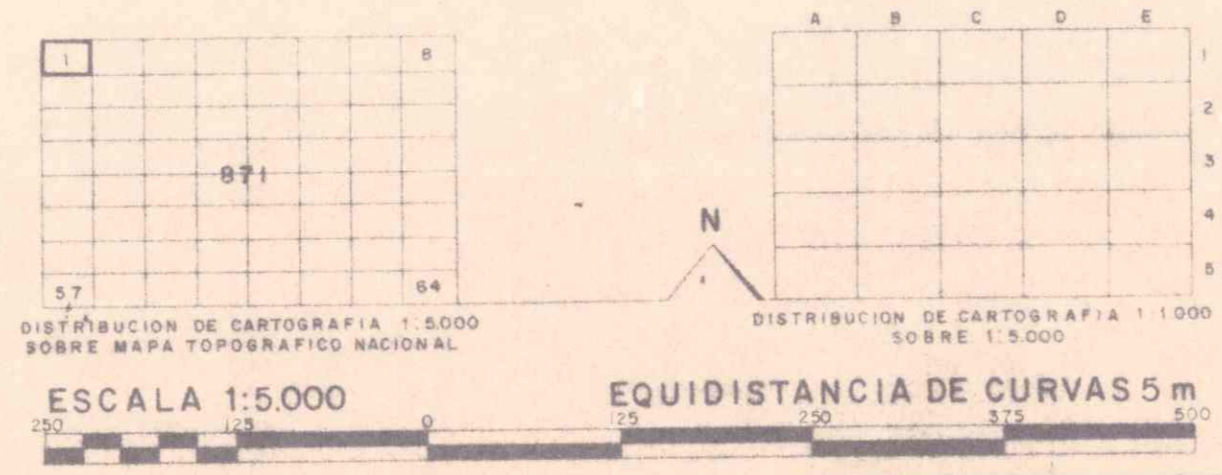 A B C D E
1 8
1
2
871
3
N
4
57 64
5
DISTRIBUCION DE CARTOGRAFIA 1:5.000
SOBRE MAPA TOPOGRAFICO NACIONAL
DISTRIBUCION DE CARTOGRAFIA 1:1.000
SOBRE 1:5.000
ESCALA 1:5.000
EQUIDISTANCIA DE CURVAS 5 m
250 125 0 125 250 375 500